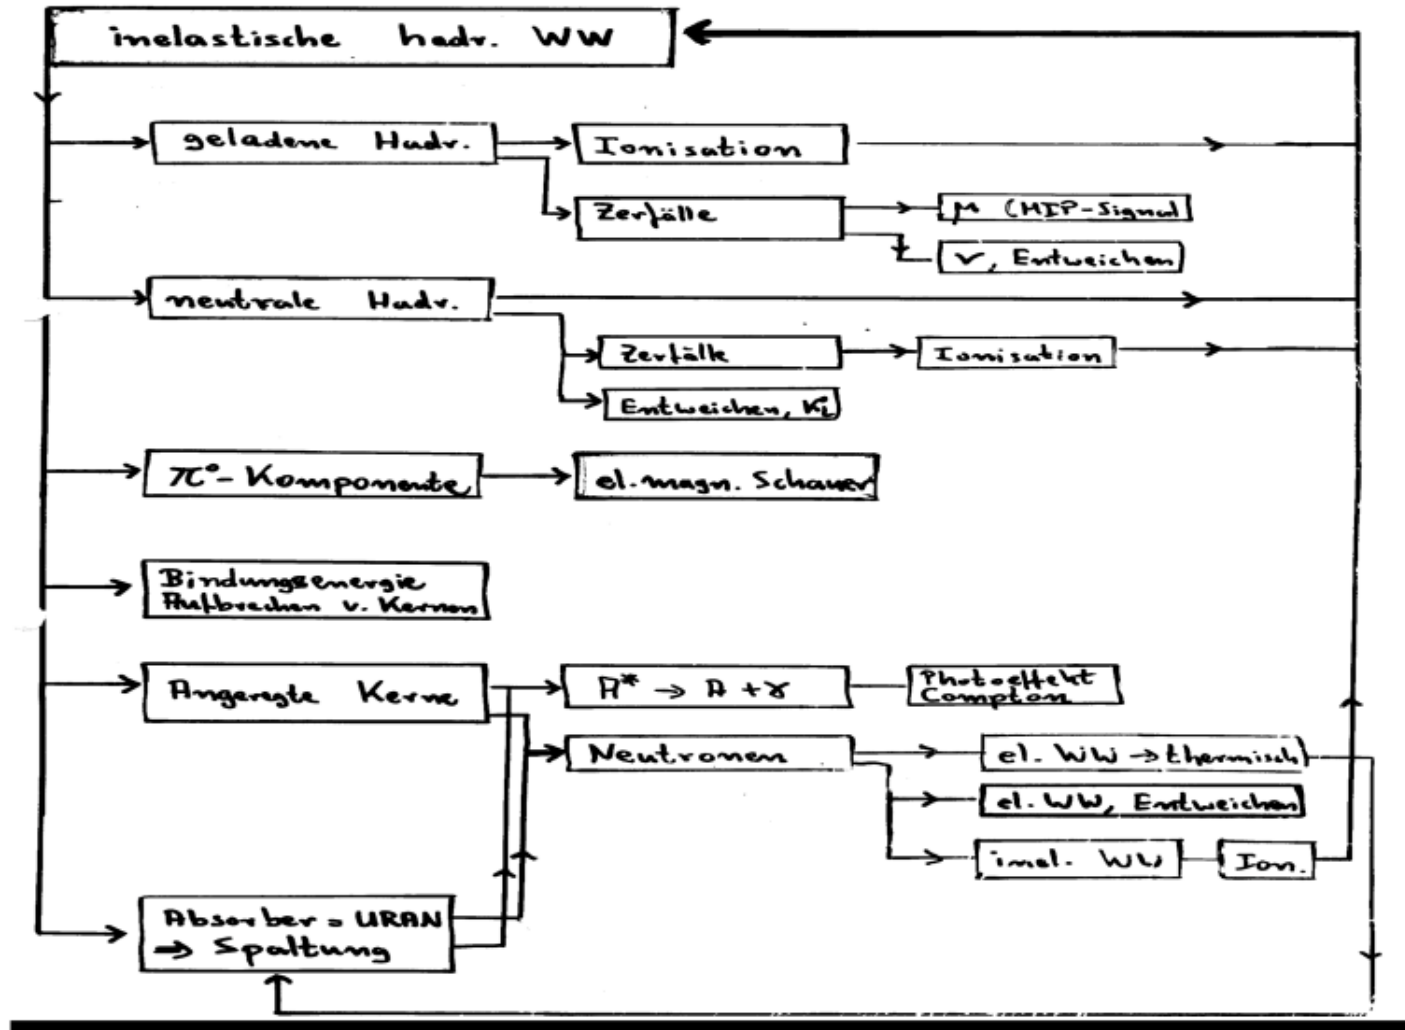 inelastische hadr. WW
geladene Hadr.
Ionisation
Zerfälle
μ (MIP-Signal
ν, Entweichen
neutrale Hadr.
Zerfälle
Ionisation
Entweichen, K°L
π°-Komponente
el.magn. Schauer
Bindungsenergie
Aufbrechen v. Kernen
Angeregte Kerne
A* → A + γ
Photoeffekt
Compton
Neutronen
el. WW → thermisch
el. WW, Entweichen
inel. WW
Ion.
Absorber = URAN
⇒ Spaltung